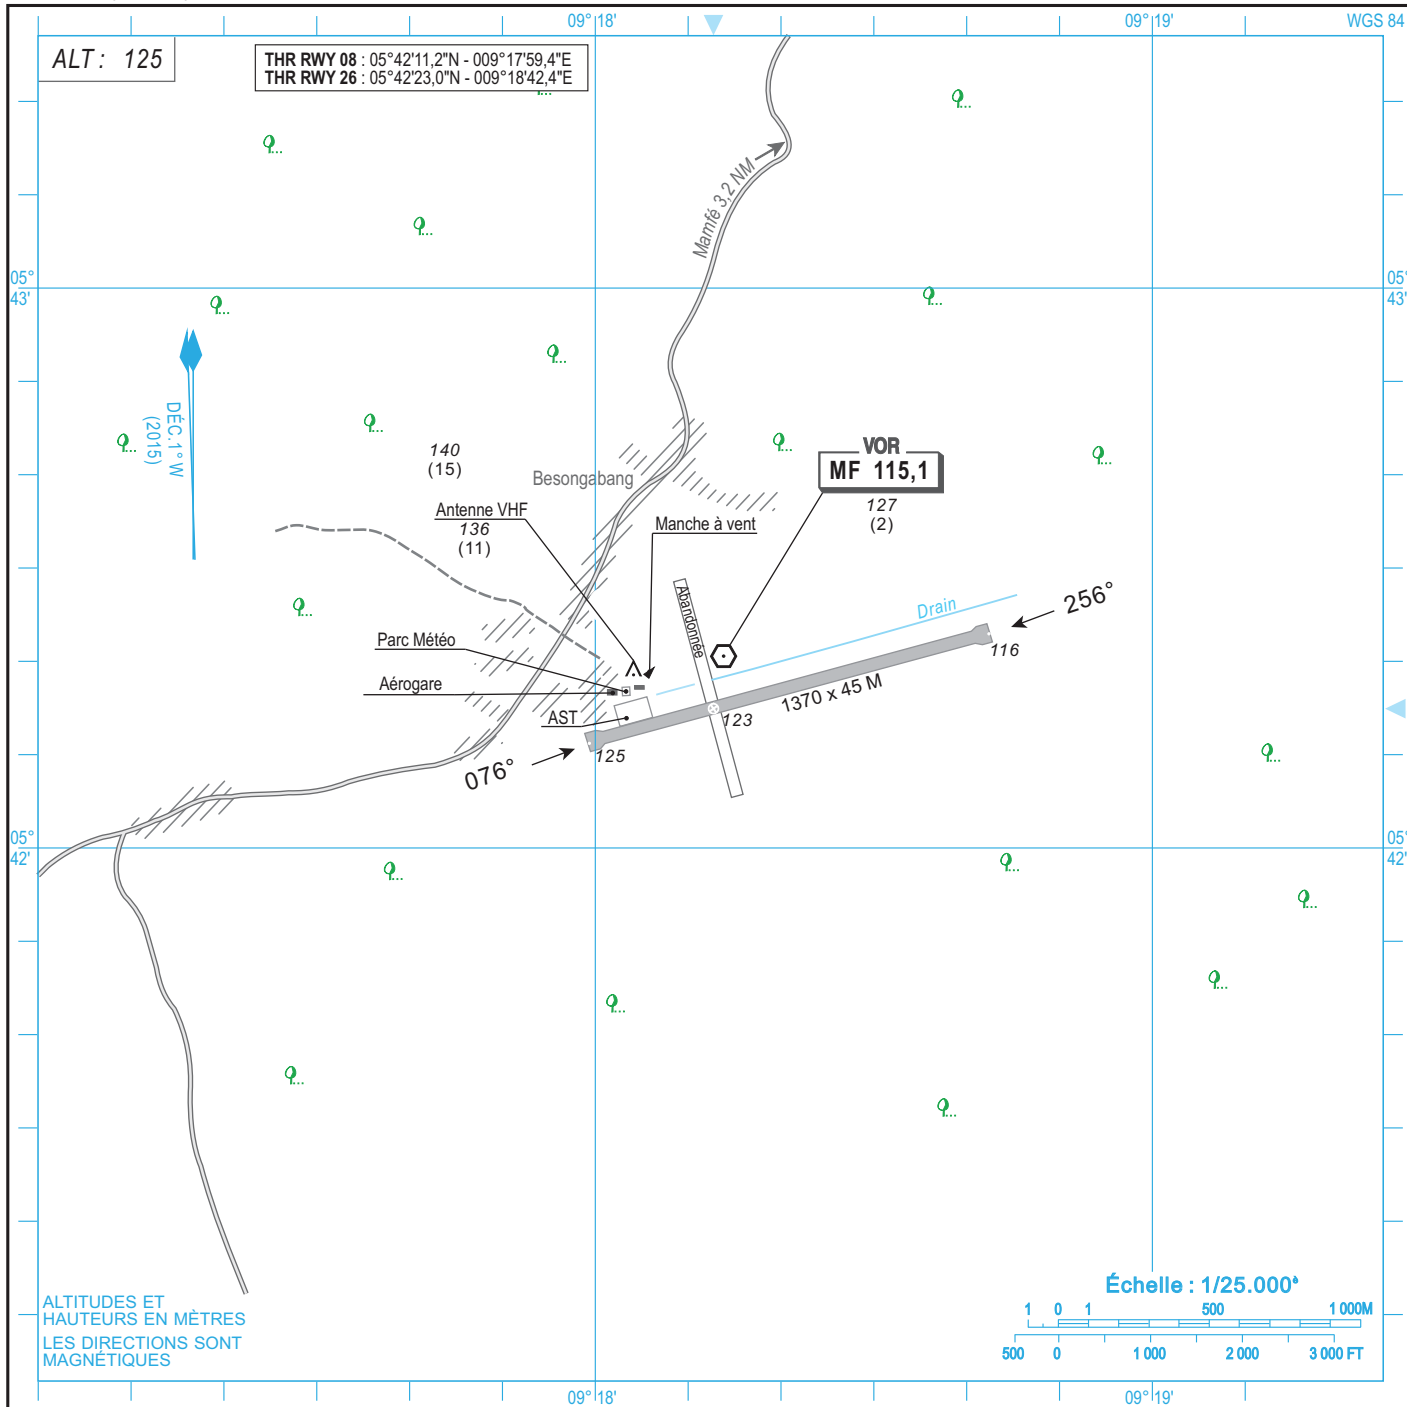 09°18'
09°19'
WGS 84
ALT : 125
THR RWY 08 : 05°42'11,2"N - 009°17'59,4"E
THR RWY 26 : 05°42'23,0"N - 009°18'42,4"E
Mamfé 3,2 NM
05°
43'
05°
43'
DÉC.1° W
(2015)
140
(15)
Besongabang
VOR
MF 115,1
127
(2)
Antenne VHF
136
(11)
Manche à vent
Abandonnée
Drain
256°
116
Parc Météo
Aérogare
AST
1370 x 45 M
123
125
076°
05°
42'
05°
42'
ALTITUDES ET
HAUTEURS EN MÈTRES
LES DIRECTIONS SONT
MAGNÉTIQUES
Échelle : 1/25.000è
1 0 1 500 1 000M
500 0 1 000 2 000 3 000 FT
09°18'
09°19'